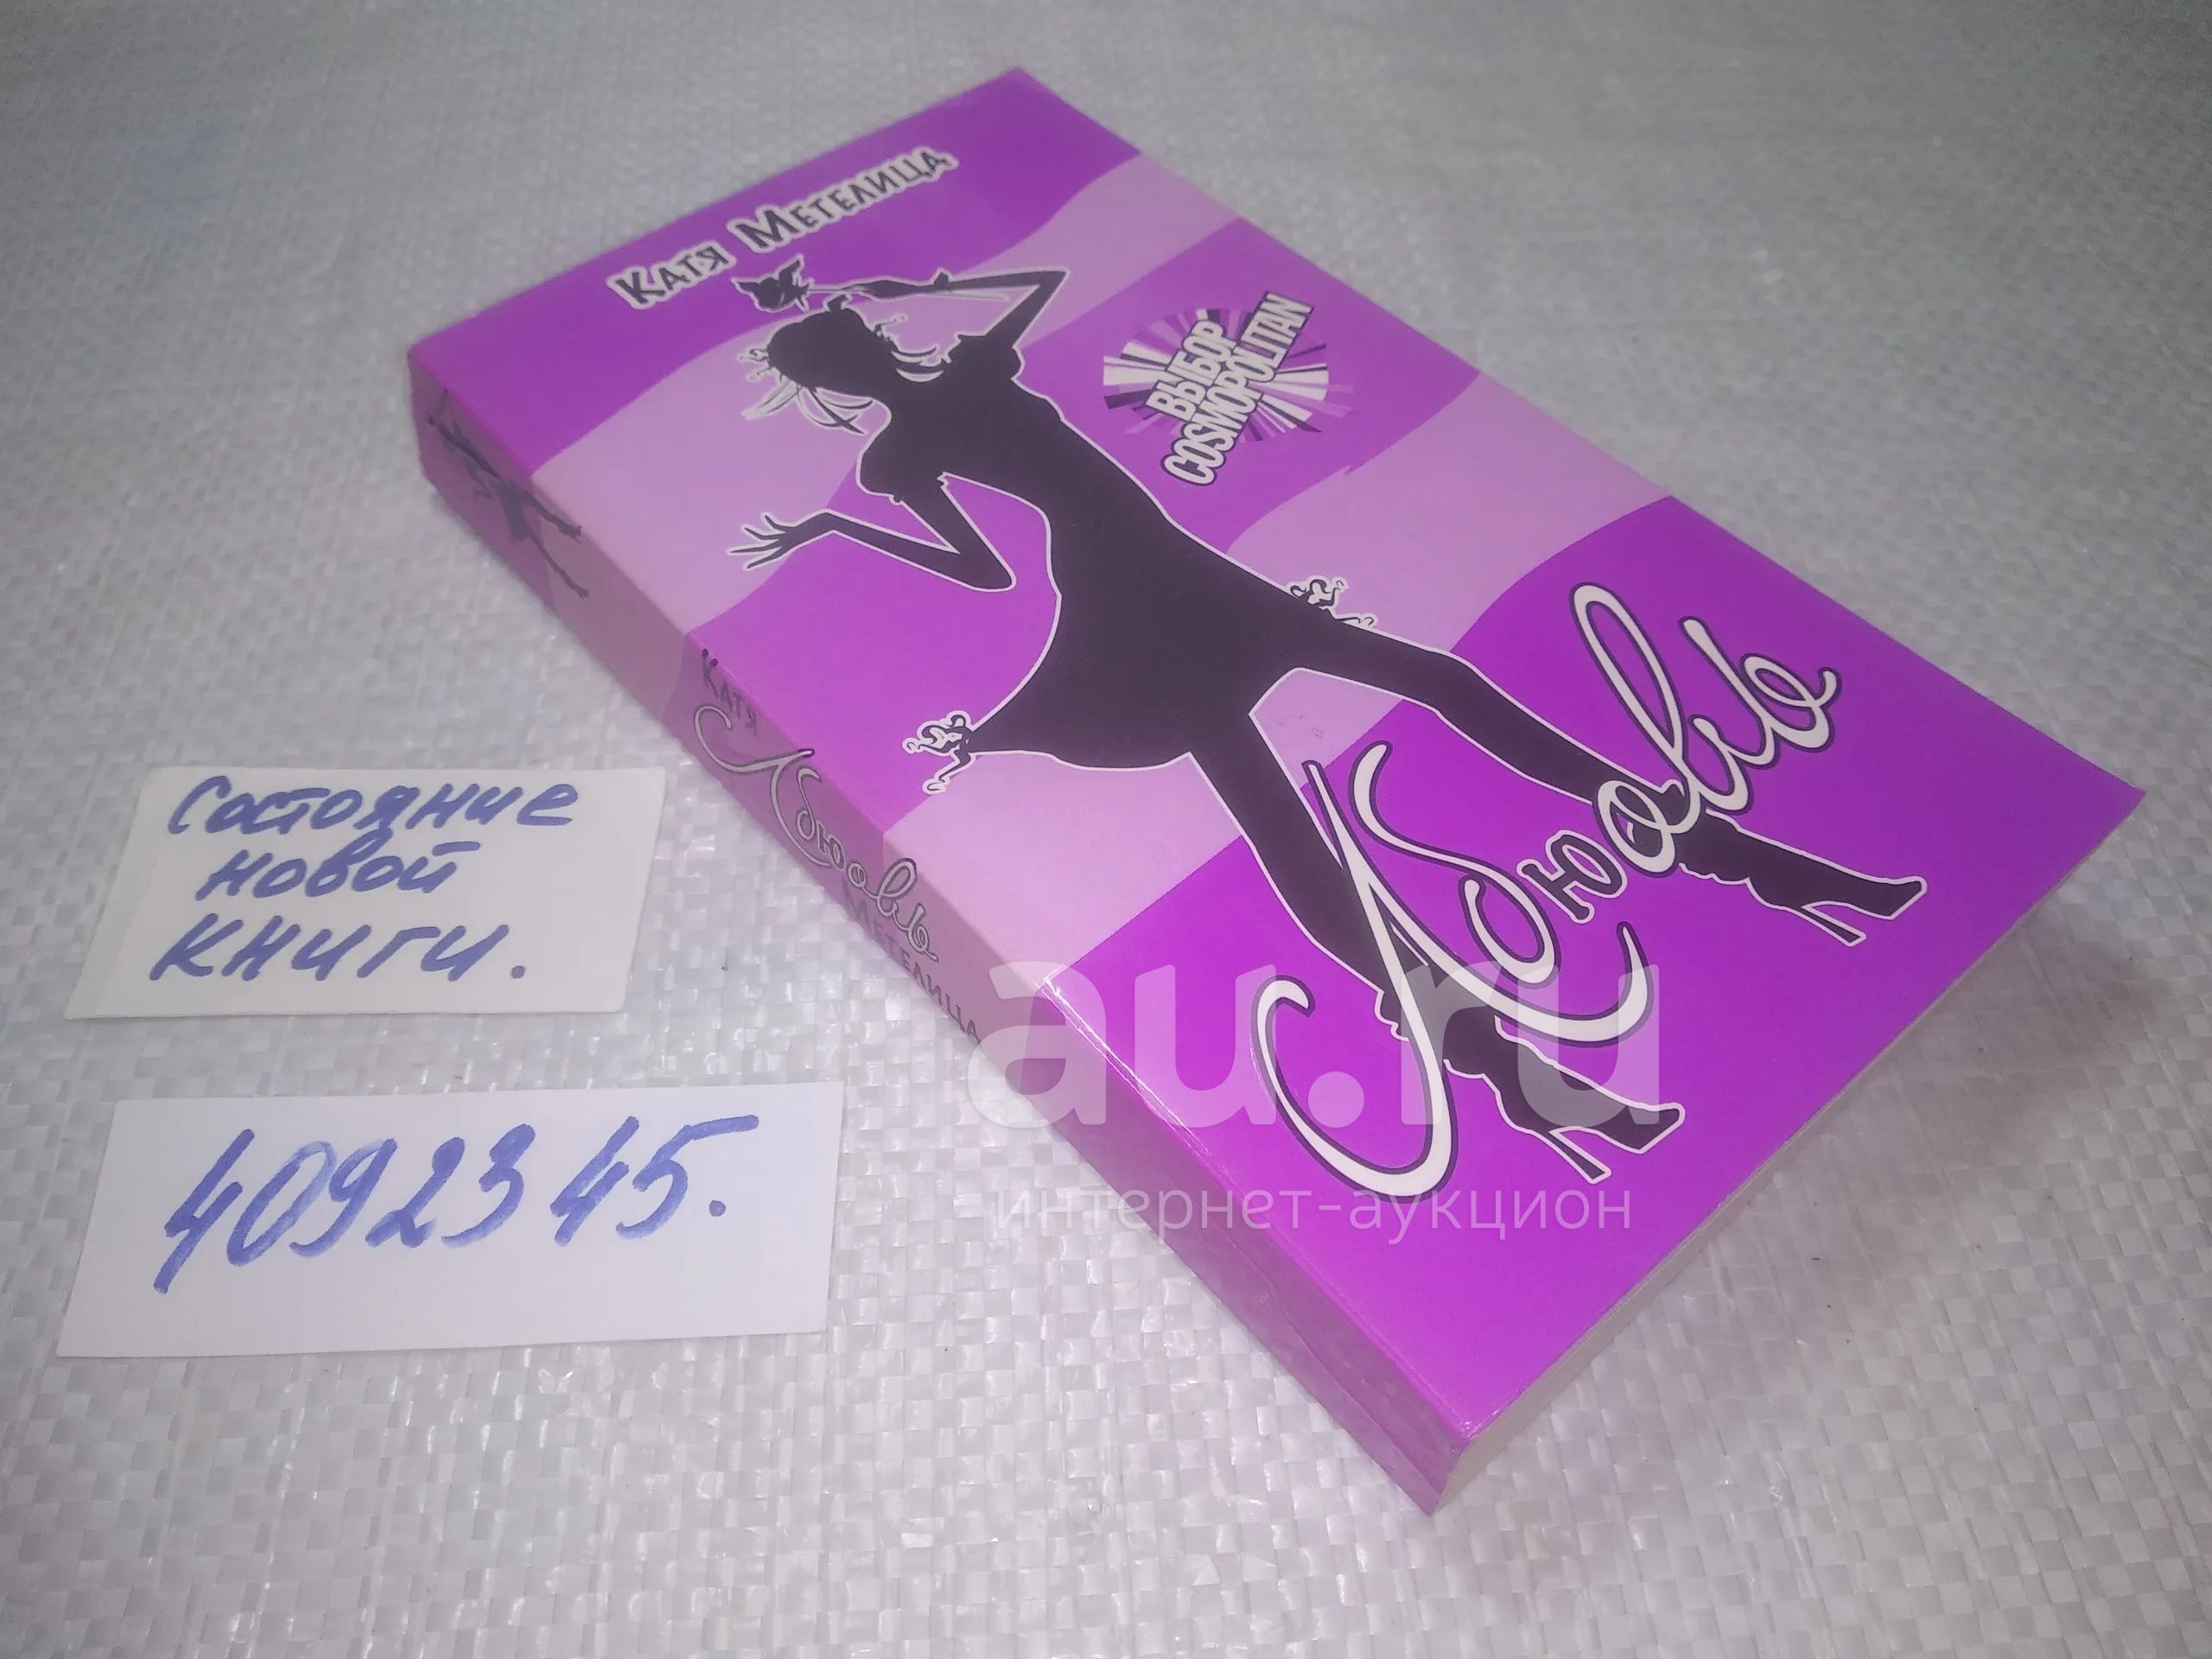 Катя Метелица
ВЫБОР
COSMOPOLITAN
Любовь
Катя
Любовь
Метелица
Состояние
новой
книги.
4092345.
au.ru
интернет-аукцион